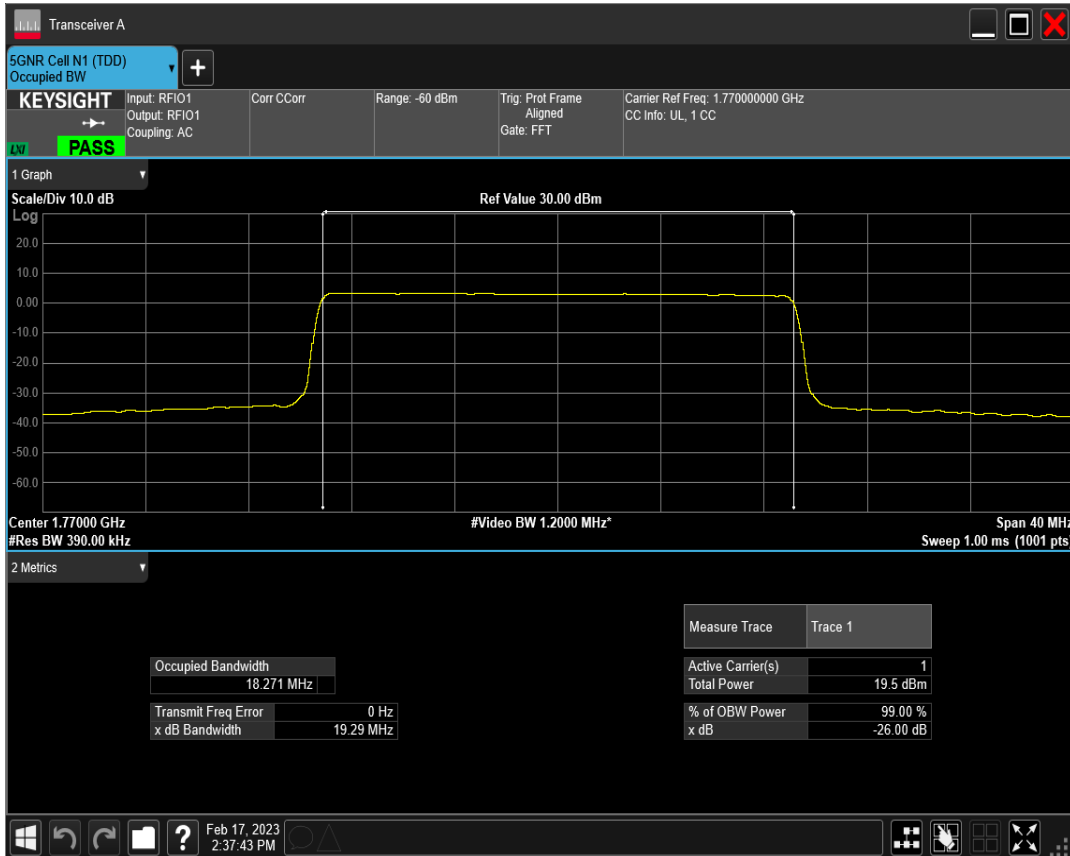 Transceiver A
5GNR Cell N1 (TDD)
Occupied BW
+
KEYSIGHT
LXI
PASS
Input: RFIO1
Output: RFIO1
Coupling: AC
Corr CCorr
Range: -60 dBm
Trig: Prot Frame
Aligned
Gate: FFT
Carrier Ref Freq: 1.770000000 GHz
CC Info: UL, 1 CC
1 Graph
Scale/Div 10.0 dB
Ref Value 30.00 dBm
Log
20.0
10.0
0.00
-10.0
-20.0
-30.0
-40.0
-50.0
-60.0
Center 1.77000 GHz
#Video BW 1.2000 MHz*
Span 40 MHz
#Res BW 390.00 kHz
Sweep 1.00 ms (1001 pts)
2 Metrics
Measure Trace Trace 1
Occupied Bandwidth
18.271 MHz
Active Carrier(s) 1
Total Power 19.5 dBm
Transmit Freq Error 0 Hz
x dB Bandwidth 19.29 MHz
% of OBW Power 99.00 %
x dB -26.00 dB
?
Feb 17, 2023
2:37:43 PM